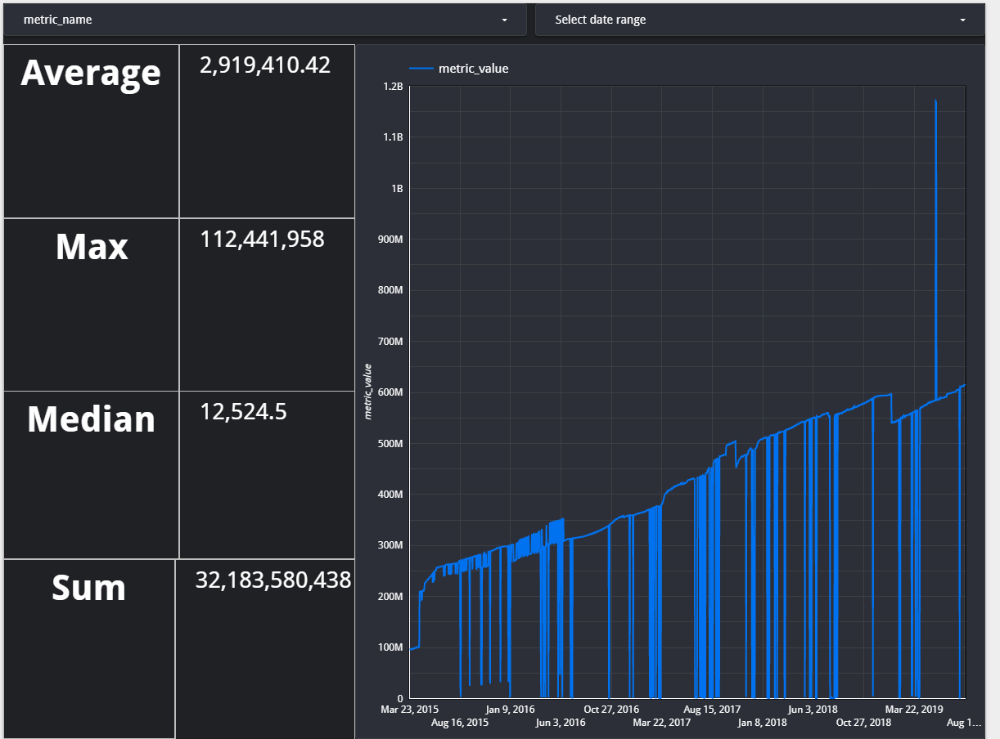 metric_name
Select date range
Average
2,919,410.42
Max
112,441,958
Median
12,524.5
Sum
32,183,580,438
metric_value
1.2B
1.1B
1B
900M
800M
700M
600M
500M
400M
300M
200M
100M
0
metric_value
Mar 23, 2015
Aug 16, 2015
Jan 9, 2016
Jun 3, 2016
Oct 27, 2016
Mar 22, 2017
Aug 15, 2017
Jan 8, 2018
Jun 3, 2018
Oct 27, 2018
Mar 22, 2019
Aug 1...